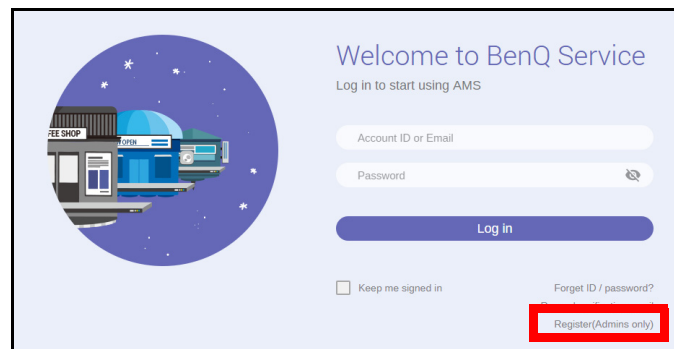 Welcome to BenQ Service
Log in to start using AMS
FEE SHOP
OPEN
Account ID or Email
Password
Log in
Keep me signed in
Forget ID / password?
Register(Admins only)